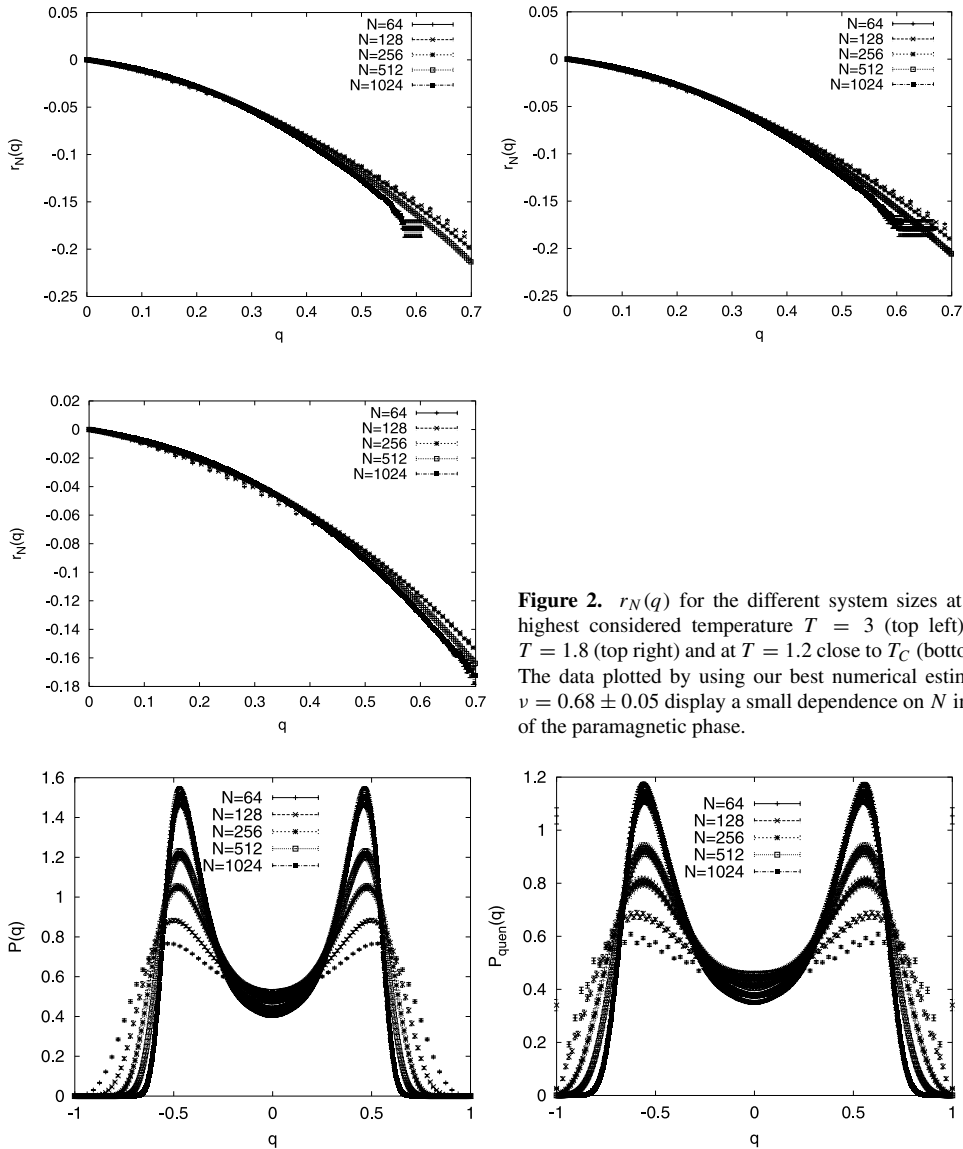 0.05
0
-0.05
-0.1
-0.15
-0.2
-0.25
r_N(q)
N=64
N=128
N=256
N=512
N=1024
0 0.1 0.2 0.3 0.4 0.5 0.6 0.7
q
0.05
0
-0.05
-0.1
-0.15
-0.2
-0.25
r_N(q)
N=64
N=128
N=256
N=512
N=1024
0 0.1 0.2 0.3 0.4 0.5 0.6 0.7
q
0.02
0
-0.02
-0.04
-0.06
-0.08
-0.1
-0.12
-0.14
-0.16
-0.18
r_N(q)
N=64
N=128
N=256
N=512
N=1024
0 0.1 0.2 0.3 0.4 0.5 0.6 0.7
q
Figure 2. r_N(q) for the different system sizes at
highest considered temperature T = 3 (top left)
T = 1.8 (top right) and at T = 1.2 close to T_C (botto
The data plotted by using our best numerical estin
ν = 0.68 ± 0.05 display a small dependence on N in
of the paramagnetic phase.
1.6
1.4
1.2
1
0.8
0.6
0.4
0.2
0
P(q)
N=64
N=128
N=256
N=512
N=1024
-1 -0.5 0 0.5 1
q
1.2
1
0.8
0.6
0.4
0.2
0
P_quen(q)
N=64
N=128
N=256
N=512
N=1024
-1 -0.5 0 0.5 1
q